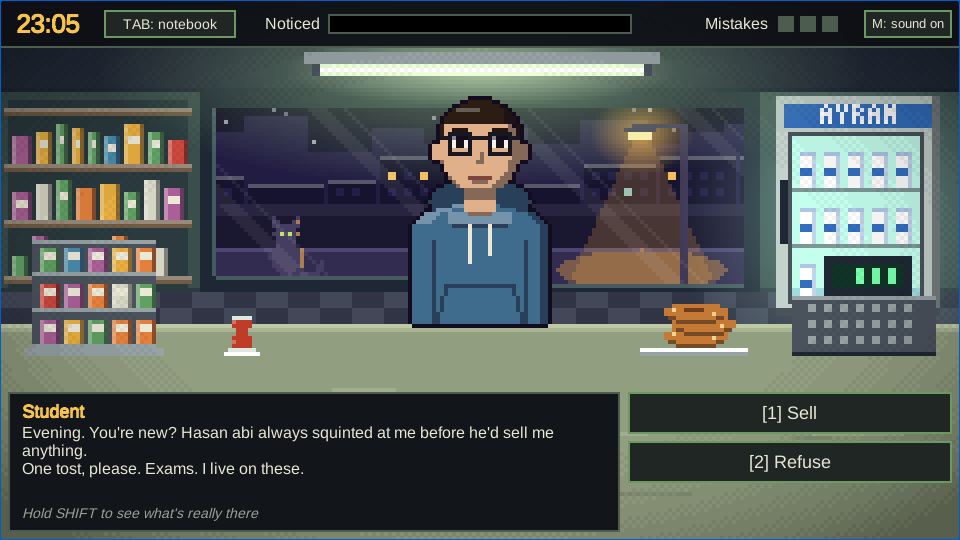 23:05
TAB: notebook
Noticed
Mistakes
M: sound on
AYRAN
Student
Evening. You're new? Hasan abi always squinted at me before he'd sell me
anything.
One tost, please. Exams. I live on these.
Hold SHIFT to see what's really there
[1] Sell
[2] Refuse